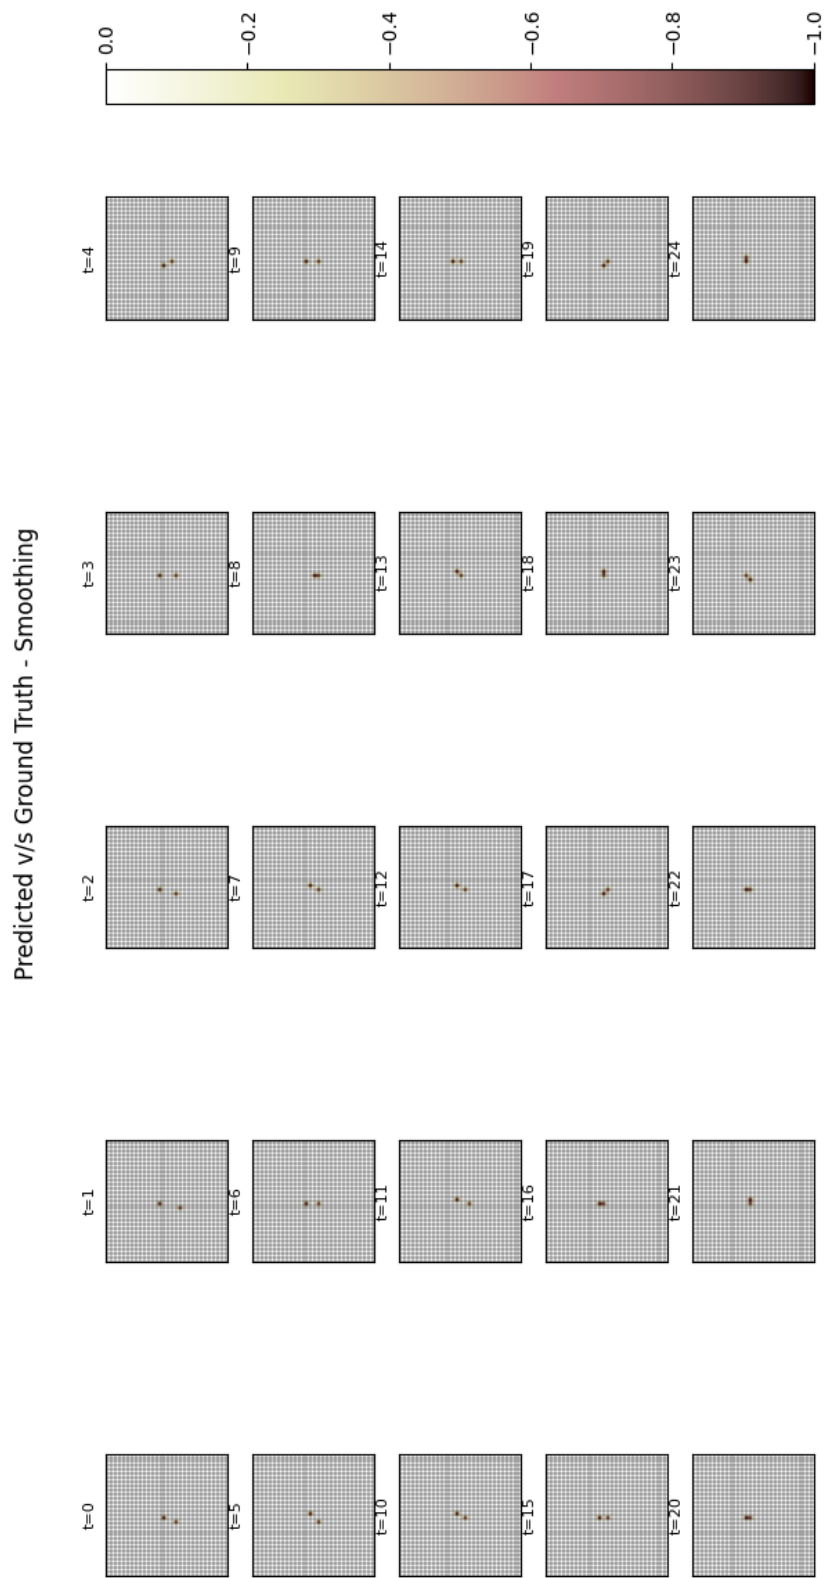 Predicted v/s Ground Truth - Smoothing
t=0
t=1
t=2
t=3
t=4
t=5
t=6
t=7
t=8
t=9
t=10
t=11
t=12
t=13
t=14
t=15
t=16
t=17
t=18
t=19
t=20
t=21
t=22
t=23
t=24
0.0
−0.2
−0.4
−0.6
−0.8
−1.0